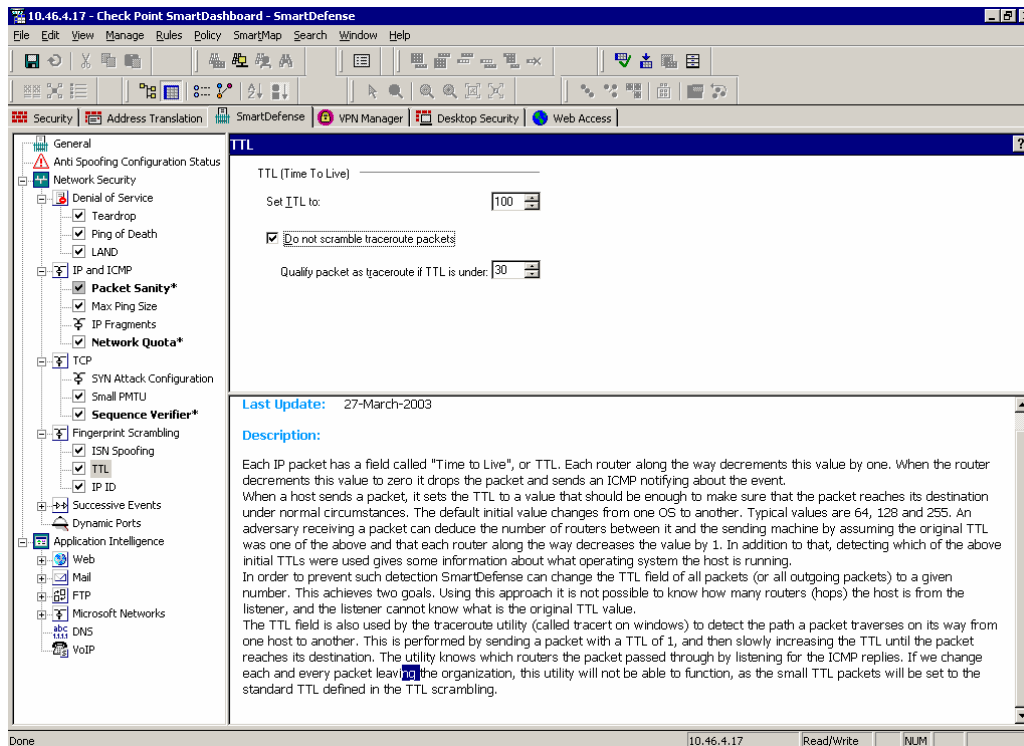 10.46.4.17 - Check Point SmartDashboard - SmartDefense
File Edit View Manage Rules Policy SmartMap Search Window Help
Security Address Translation SmartDefense VPN Manager Desktop Security Web Access
General
Anti Spoofing Configuration Status
Network Security
Denial of Service
Teardrop
Ping of Death
LAND
IP and ICMP
Packet Sanity*
Max Ping Size
IP Fragments
Network Quota*
TCP
SYN Attack Configuration
Small PMTU
Sequence Verifier*
Fingerprint Scrambling
ISN Spoofing
TTL
IP ID
Successive Events
Dynamic Ports
Application Intelligence
Web
Mail
FTP
Microsoft Networks
DNS
VoIP
TTL
TTL (Time To Live)
Set TTL to: 100
Do not scramble traceroute packets
Qualify packet as traceroute if TTL is under: 30
Last Update: 27-March-2003
Description:
Each IP packet has a field called "Time to Live", or TTL. Each router along the way decrements this value by one. When the router
decrements this value to zero it drops the packet and sends an ICMP notifying about the event.
When a host sends a packet, it sets the TTL to a value that should be enough to make sure that the packet reaches its destination
under normal circumstances. The default initial value changes from one OS to another. Typical values are 64, 128 and 255. An
adversary receiving a packet can deduce the number of routers between it and the sending machine by assuming the original TTL
was one of the above and that each router along the way decreases the value by 1. In addition to that, detecting which of the above
initial TTLs were used gives some information about what operating system the host is running.
In order to prevent such detection SmartDefense can change the TTL field of all packets (or all outgoing packets) to a given
number. This achieves two goals. Using this approach it is not possible to know how many routers (hops) the host is from the
listener, and the listener cannot know what is the original TTL value.
The TTL field is also used by the traceroute utility (called tracert on windows) to detect the path a packet traverses on its way from
one host to another. This is performed by sending a packet with a TTL of 1, and then slowly increasing the TTL until the packet
reaches its destination. The utility knows which routers the packet passed through by listening for the ICMP replies. If we change
each and every packet leaving the organization, this utility will not be able to function, as the small TTL packets will be set to the
standard TTL defined in the TTL scrambling.
Done 10.46.4.17 Read/Write NUM